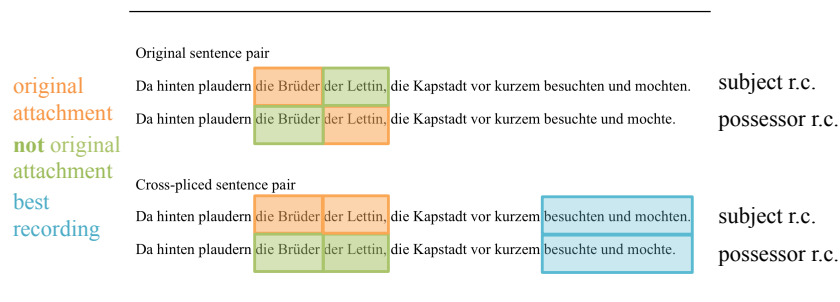 Original sentence pair
original
attachment
not original
attachment
best
recording
Da hinten plaudern die Brüder der Lettin, die Kapstadt vor kurzem besuchten und mochten.
subject r.c.
Da hinten plaudern die Brüder der Lettin, die Kapstadt vor kurzem besuchte und mochte.
possessor r.c.
Cross-pliced sentence pair
Da hinten plaudern die Brüder der Lettin, die Kapstadt vor kurzem besuchten und mochten.
subject r.c.
Da hinten plaudern die Brüder der Lettin, die Kapstadt vor kurzem besuchte und mochte.
possessor r.c.